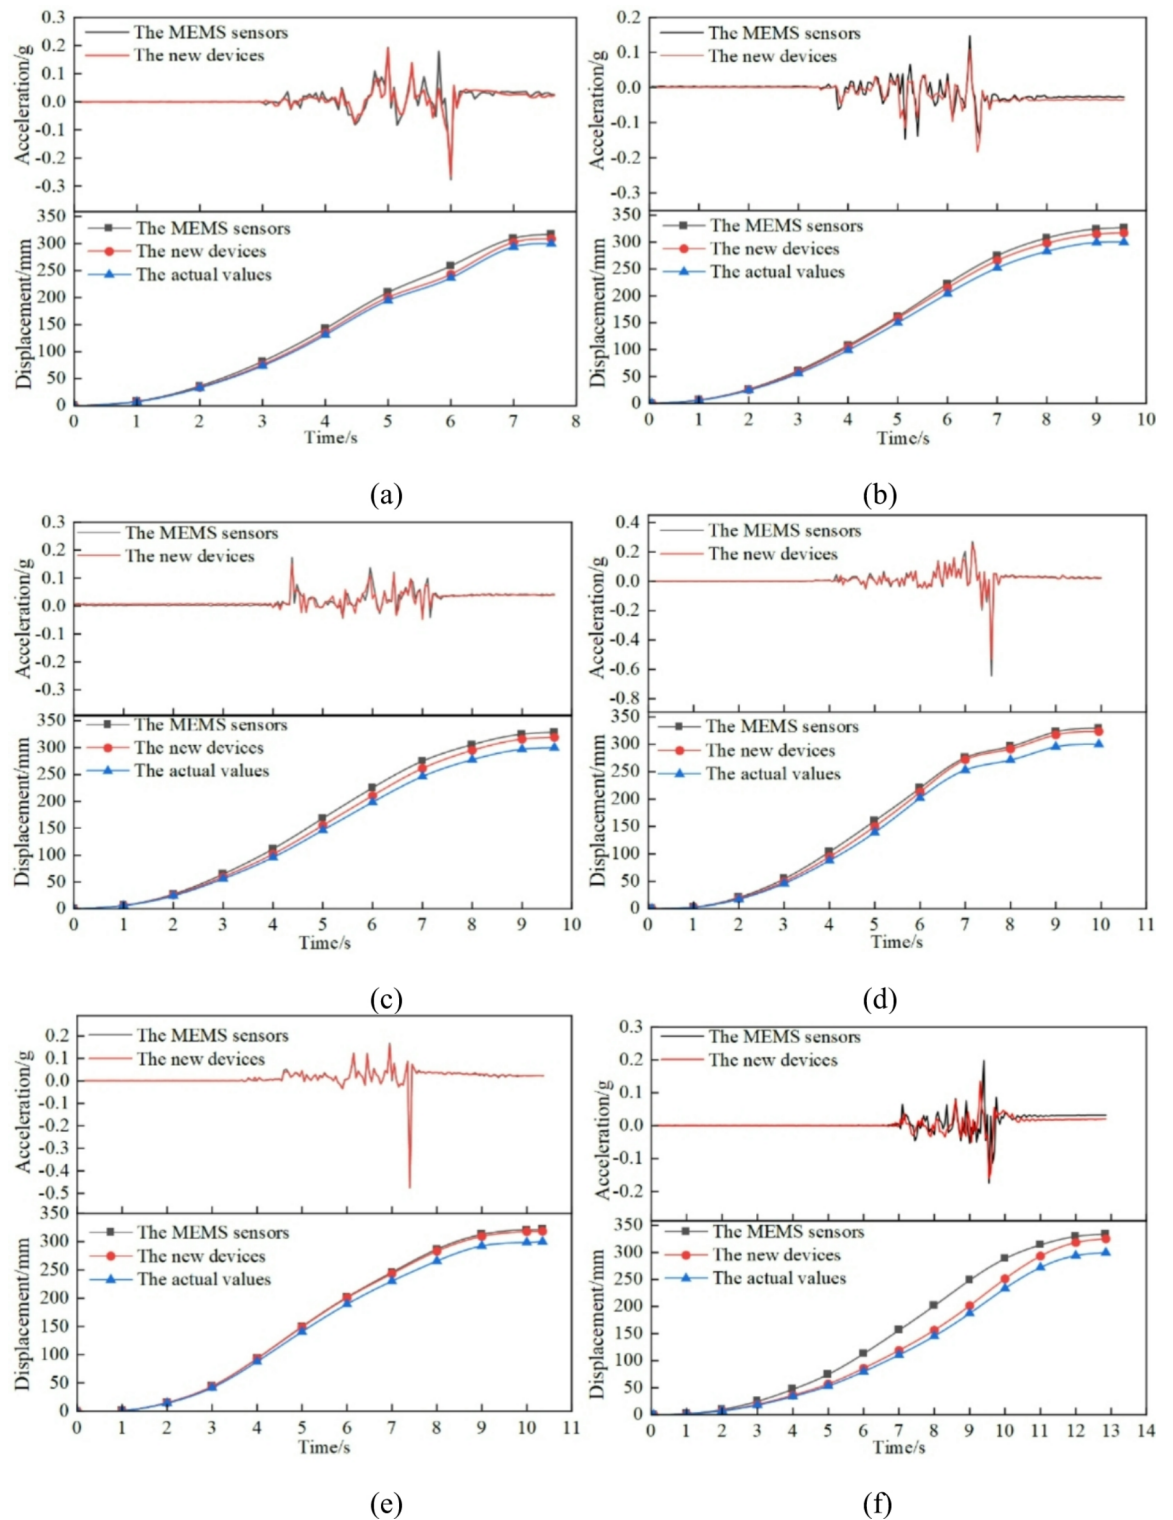 0.3
0.2
0.1
0.0
-0.1
-0.2
-0.3
Acceleration/g
The MEMS sensors
The new devices
350
300
250
200
150
100
50
0
Displacement/mm
The MEMS sensors
The new devices
The actual values
0 1 2 3 4 5 6 7 8
Time/s
(a)
0.2
0.1
0.0
-0.1
-0.2
-0.3
Acceleration/g
The MEMS sensors
The new devices
350
300
250
200
150
100
50
0
Displacement/mm
The MEMS sensors
The new devices
The actual values
0 1 2 3 4 5 6 7 8 9 10
Time/s
(b)
0.3
0.2
0.1
0.0
-0.1
-0.2
-0.3
Acceleration/g
The MEMS sensors
The new devices
350
300
250
200
150
100
50
0
Displacement/mm
The MEMS sensors
The new devices
The actual values
0 1 2 3 4 5 6 7 8 9 10
Time/s
(c)
0.4
0.2
0.0
-0.2
-0.4
-0.6
-0.8
Acceleration/g
The MEMS sensors
The new devices
350
300
250
200
150
100
50
0
Displacement/mm
The MEMS sensors
The new devices
The actual values
0 1 2 3 4 5 6 7 8 9 10 11
Time/s
(d)
0.2
0.1
0.0
-0.1
-0.2
-0.3
-0.4
-0.5
Acceleration/g
The MEMS sensors
The new devices
350
300
250
200
150
100
50
0
Displacement/mm
The MEMS sensors
The new devices
The actual values
0 1 2 3 4 5 6 7 8 9 10 11
Time/s
(e)
0.3
0.2
0.1
0.0
-0.1
-0.2
Acceleration/g
The MEMS sensors
The new devices
350
300
250
200
150
100
50
0
Displacement/mm
The MEMS sensors
The new devices
The actual values
0 1 2 3 4 5 6 7 8 9 10 11 12 13 14
Time/s
(f)